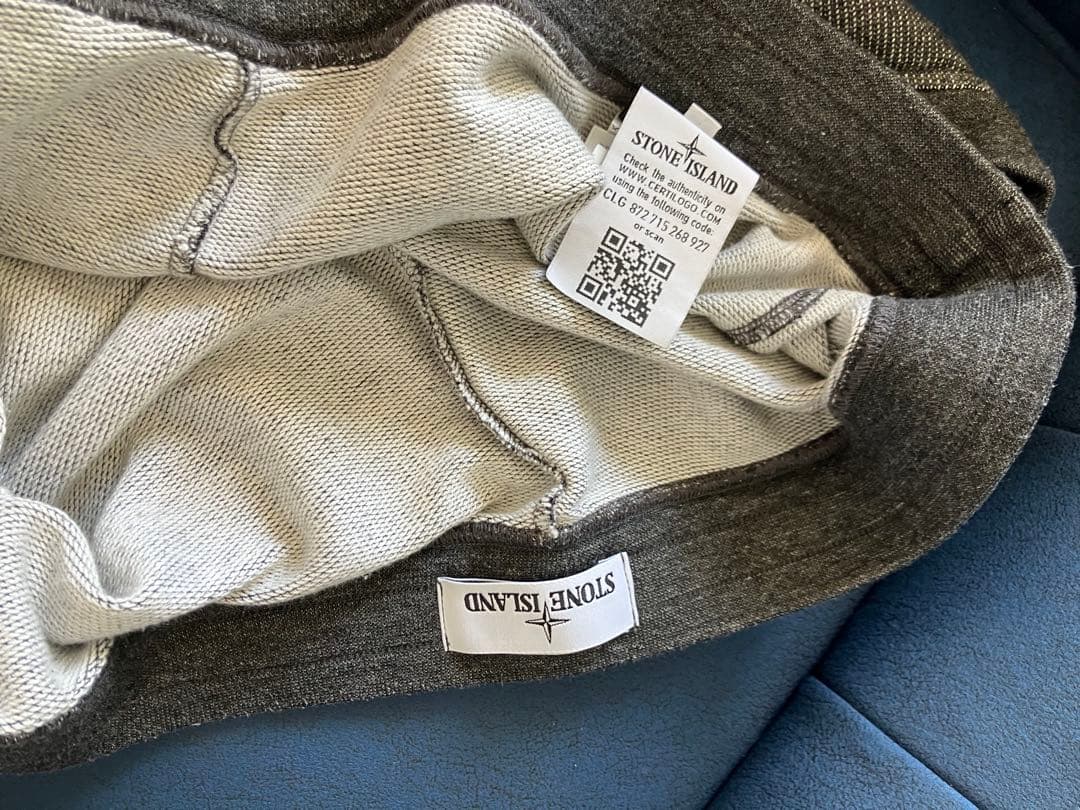 STONE ISLAND
Check the authenticity on
WWW.CERTILOGO.COM
using the following code:
CLG 872 715 268 927
or scan
STONE ISLAND